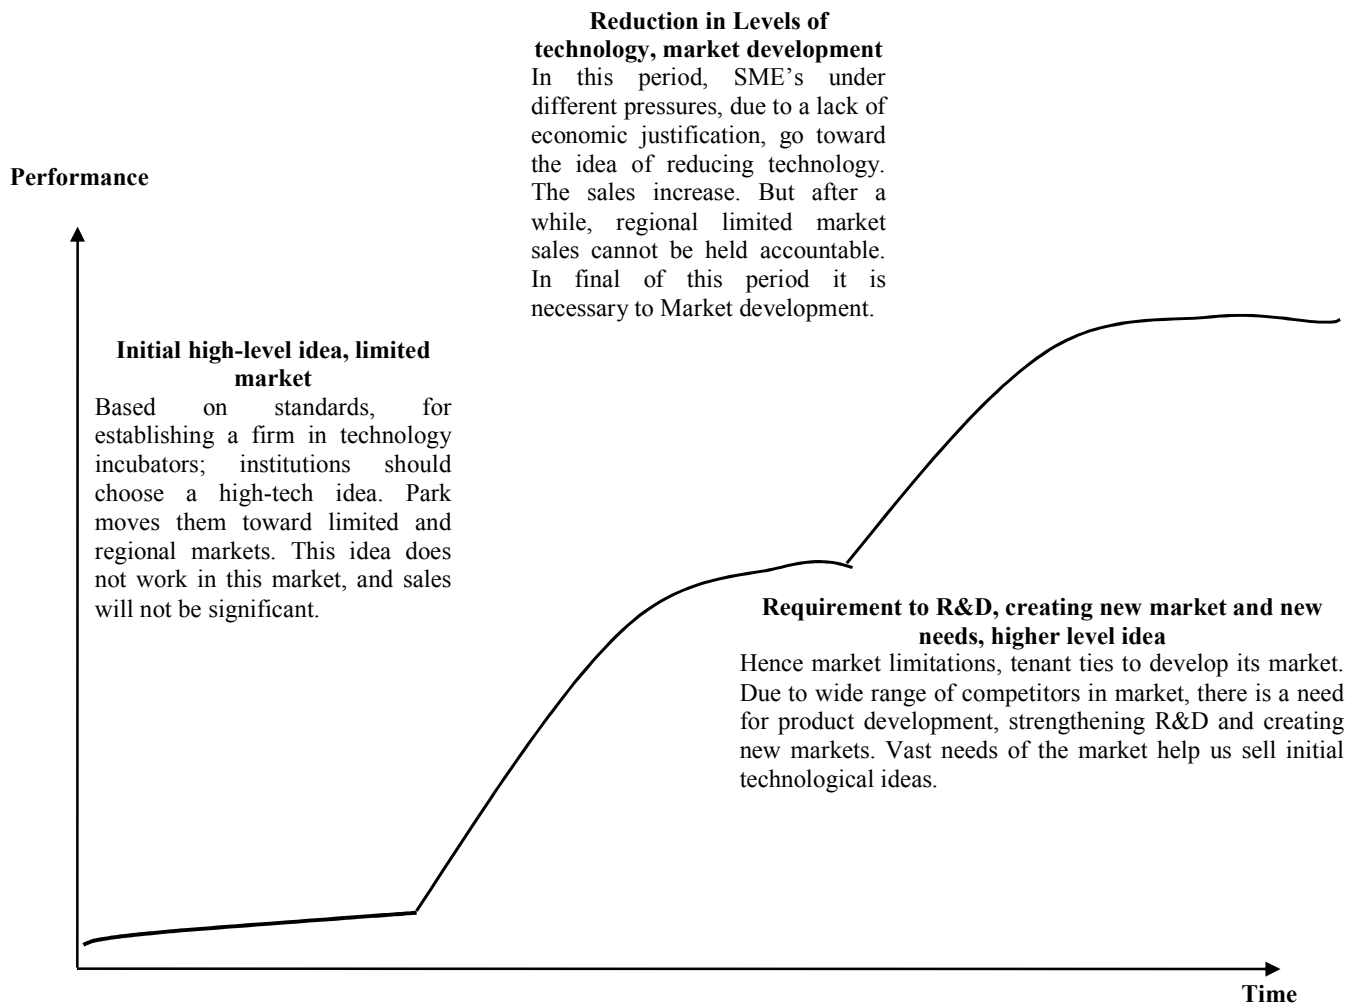 Reduction in Levels of
technology, market development
In this period, SME's under
different pressures, due to a lack of
economic justification, go toward
the idea of reducing technology.
The sales increase. But after a
while, regional limited market
sales cannot be held accountable.
In final of this period it is
necessary to Market development.
Performance
Initial high-level idea, limited
market
Based on standards, for
establishing a firm in technology
incubators; institutions should
choose a high-tech idea. Park
moves them toward limited and
regional markets. This idea does
not work in this market, and sales
will not be significant.
Requirement to R&D, creating new market and new
needs, higher level idea
Hence market limitations, tenant ties to develop its market.
Due to wide range of competitors in market, there is a need
for product development, strengthening R&D and creating
new markets. Vast needs of the market help us sell initial
technological ideas.
Time